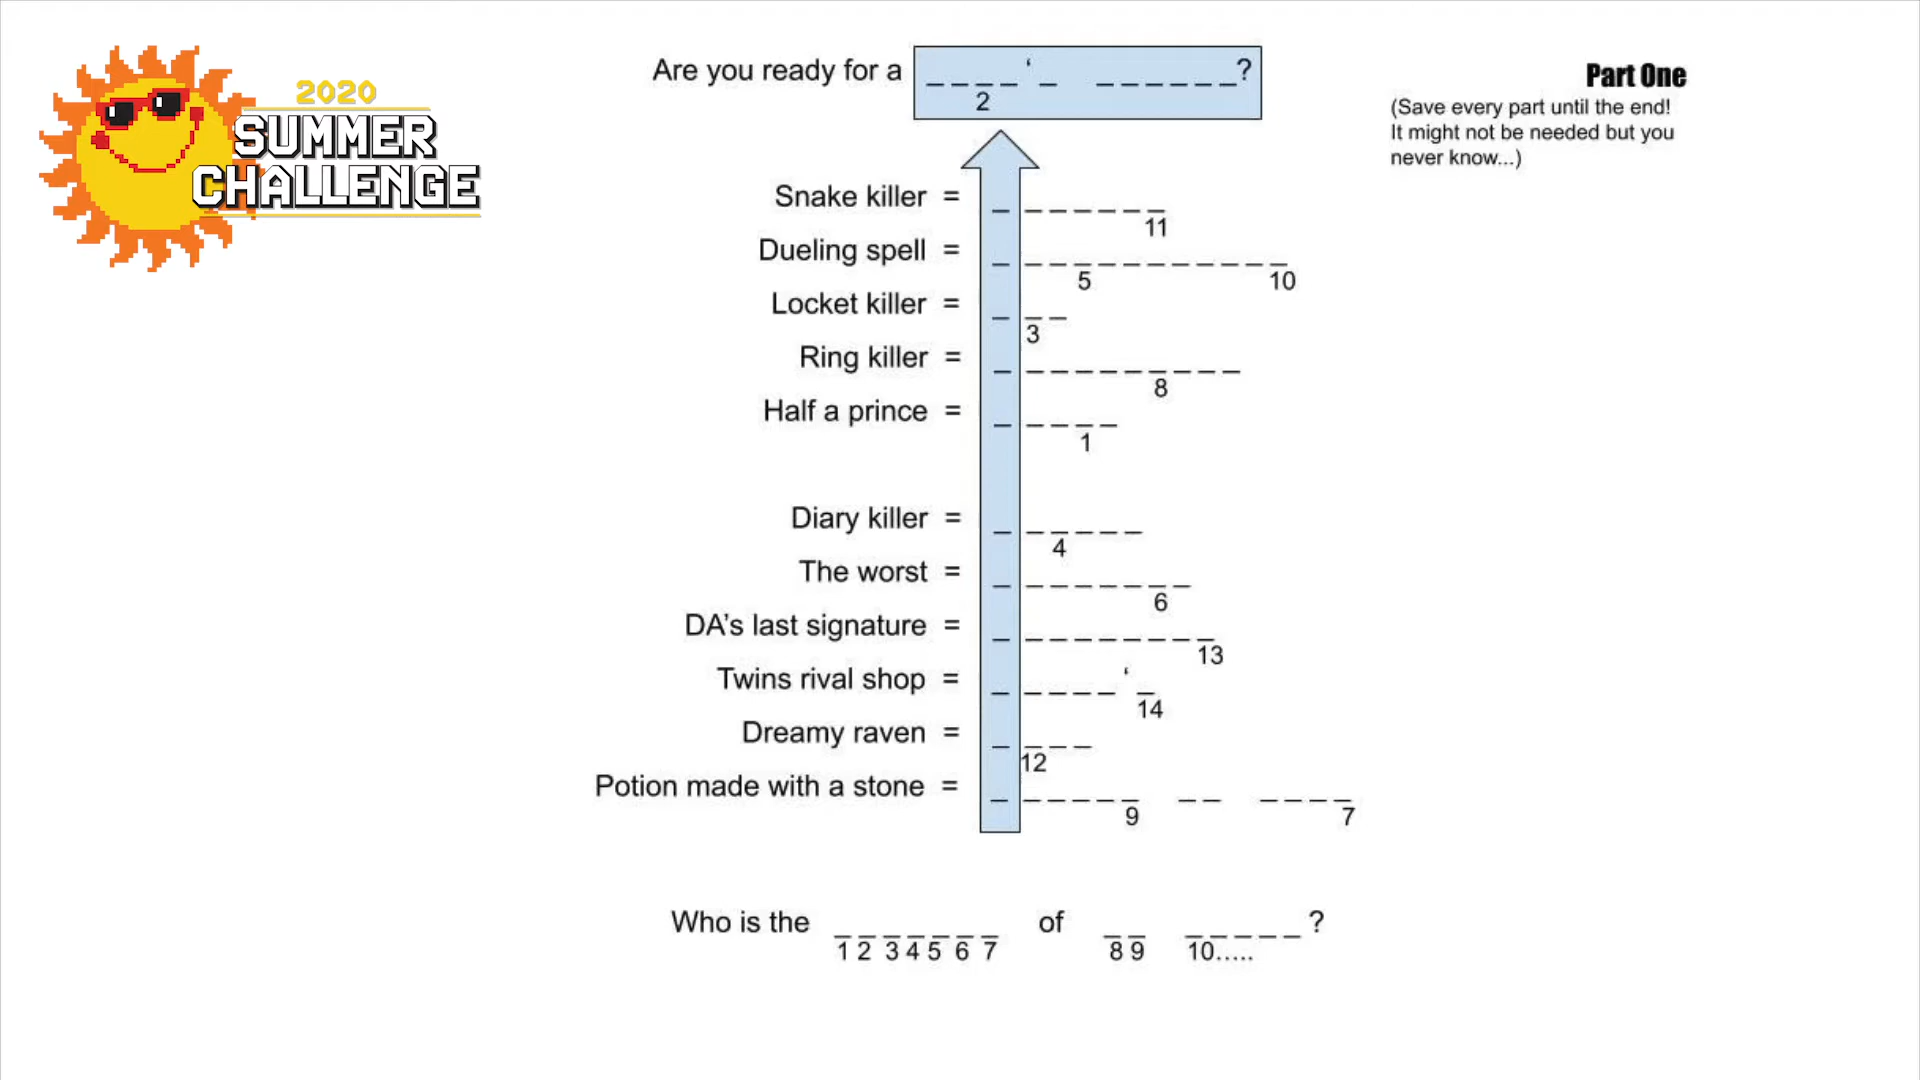 2020
SUMMER
CHALLENGE
Are you ready for a _ _ _ _ ‘ _ _ _ _ _ _ _ ?
2
Part One
(Save every part until the end!
It might not be needed but you
never know...)
Snake killer = _ _ _ _ _ _ _
11
Dueling spell = _ _ _ _ _ _ _ _ _ _ _ _
5 10
Locket killer = _ _ _
3
Ring killer = _ _ _ _ _ _ _ _ _ _
8
Half a prince = _ _ _ _ _
1
Diary killer = _ _ _ _ _ _
4
The worst = _ _ _ _ _ _ _ _
6
DA’s last signature = _ _ _ _ _ _ _ _ _
13
Twins rival shop = _ _ _ _ _ ‘ _
14
Dreamy raven = _ _ _ _
12
Potion made with a stone = _ _ _ _ _ _ _ _ _ _ _ _
9 7
Who is the _ _ _ _ _ _ _ of _ _ _ _ _ _ _ ?
1 2 3 4 5 6 7 8 9 10.....